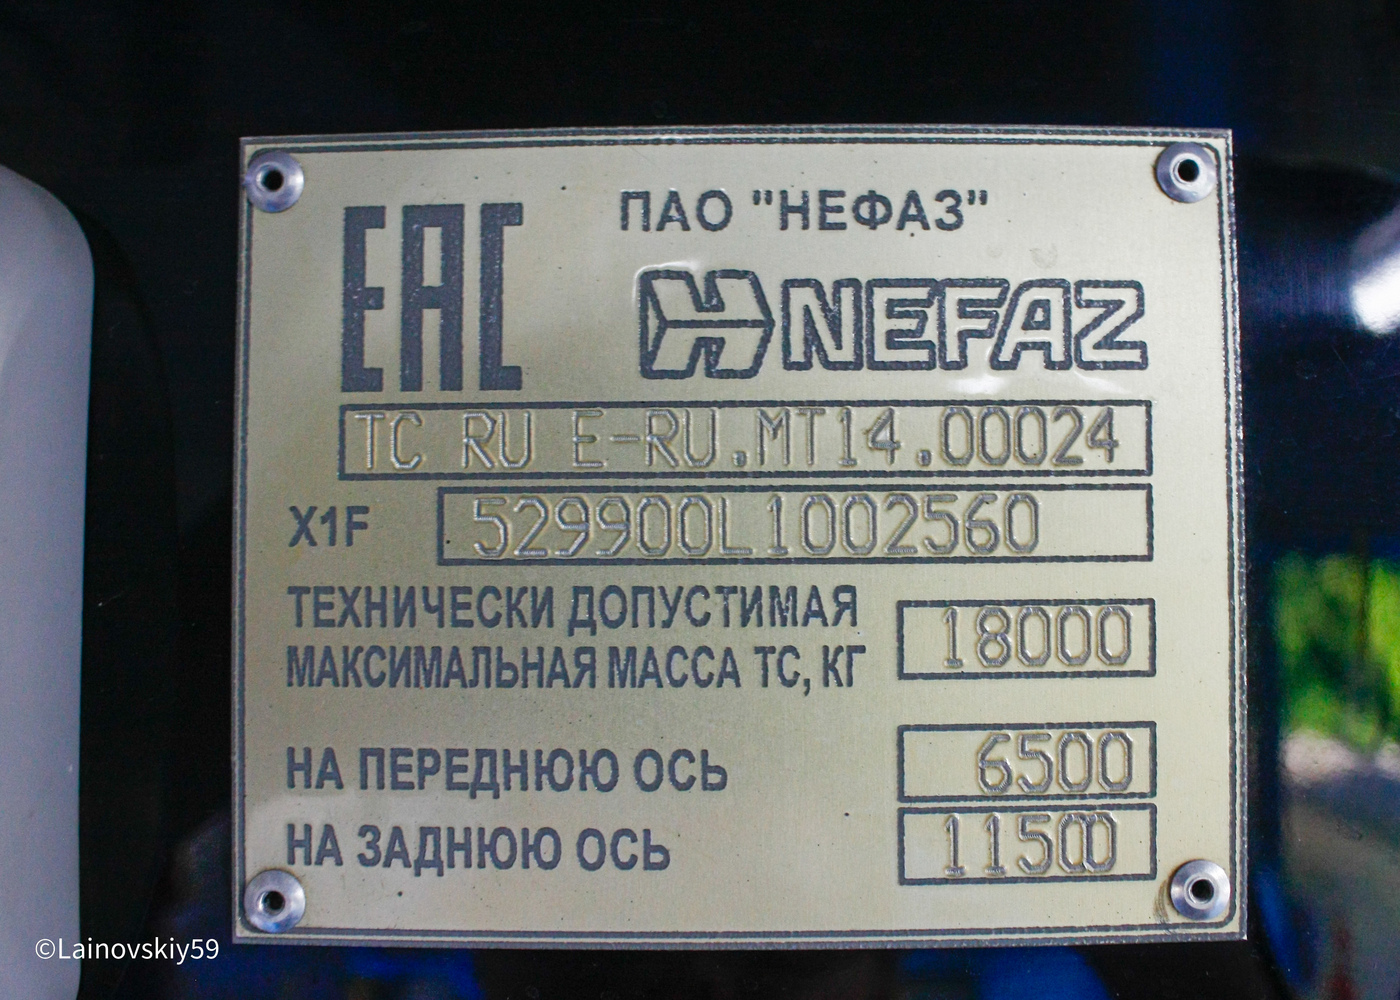 ПАО "НЕФАЗ"
ЕАС
NEFAZ
TC RU E-RU.MT14.00024
X1F 529900L1002560
ТЕХНИЧЕСКИ ДОПУСТИМАЯ
МАКСИМАЛЬНАЯ МАССА ТС, КГ 18000
НА ПЕРЕДНЮЮ ОСЬ 6500
НА ЗАДНЮЮ ОСЬ 11500
©Lainovskiy59